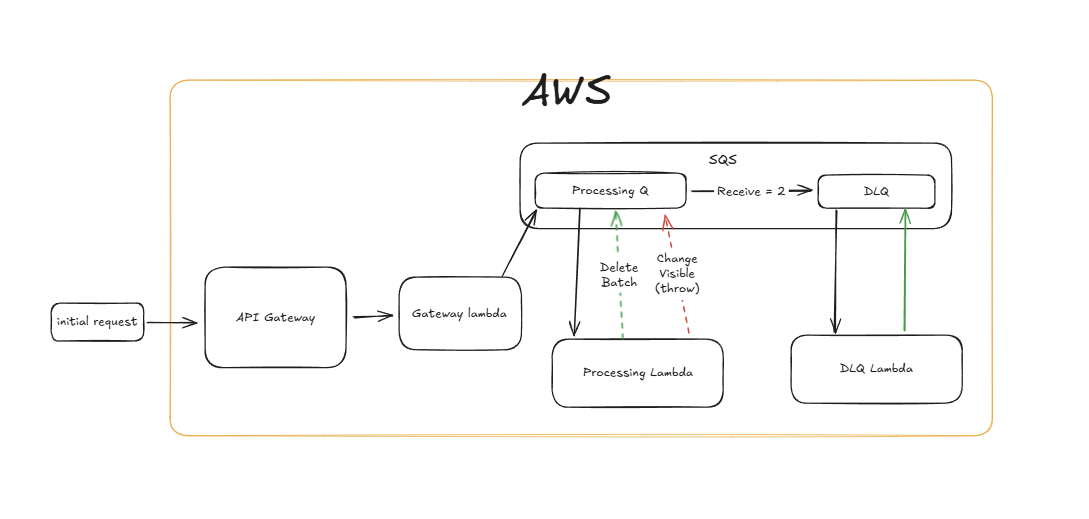 AWS
SQS
Processing Q
Receive = 2
DLQ
Delete
Batch
Change
Visible
(throw)
initial request
API Gateway
Gateway lambda
Processing Lambda
DLQ Lambda